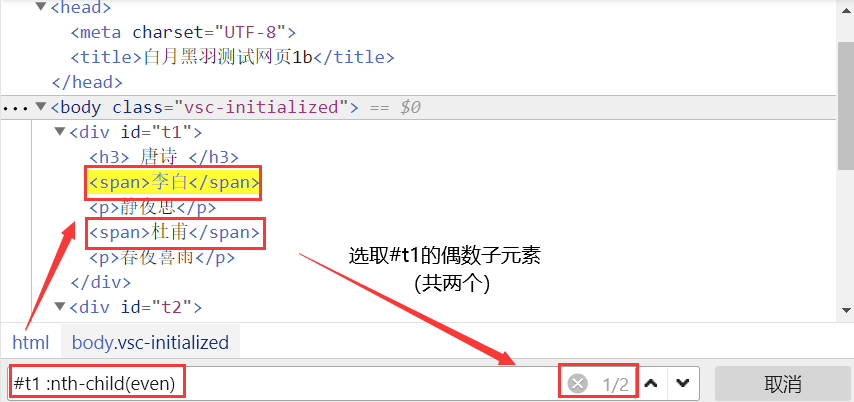 ▼<head>
<meta charset="UTF-8">
<title>白月黑羽测试网页1b</title>
</head>
...▼<body class="vsc-initialized"> == $0
▼<div id="t1">
<h3> 唐诗 </h3>
<span>李白</span>
<p>静夜思</p>
<span>杜甫</span>
<p>春夜喜雨</p>
</div>
▼<div id="t2">
选取#t1的偶数子元素
（共两个）
html body.vsc-initialized
#t1 :nth-child(even) 1/2 取消